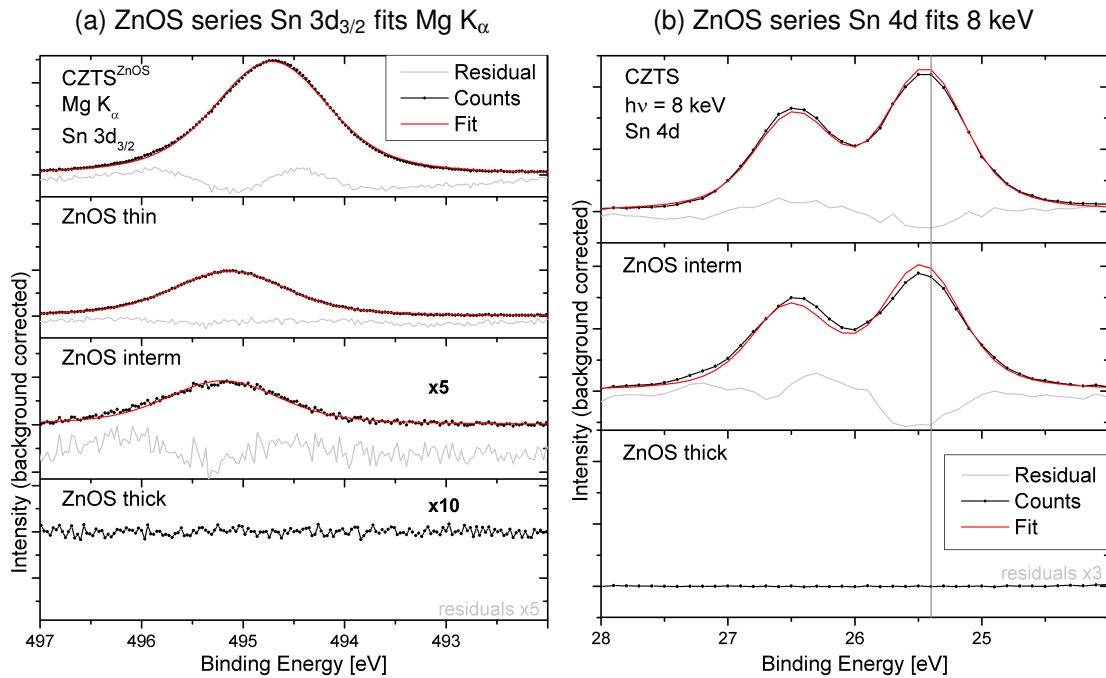 (a) ZnOS series Sn 3d3/2 fits Mg Kα
CZTS^ZnOS
Mg Kα
Sn 3d3/2
Residual
Counts
Fit
ZnOS thin
ZnOS interm
x5
ZnOS thick
x10
residuals x5
Intensity (background corrected)
497
496
495
494
493
Binding Energy [eV]
(b) ZnOS series Sn 4d fits 8 keV
CZTS
hν = 8 keV
Sn 4d
ZnOS interm
ZnOS thick
Residual
Counts
Fit
residuals x3
Intensity (background corrected)
28
27
26
25
Binding Energy [eV]